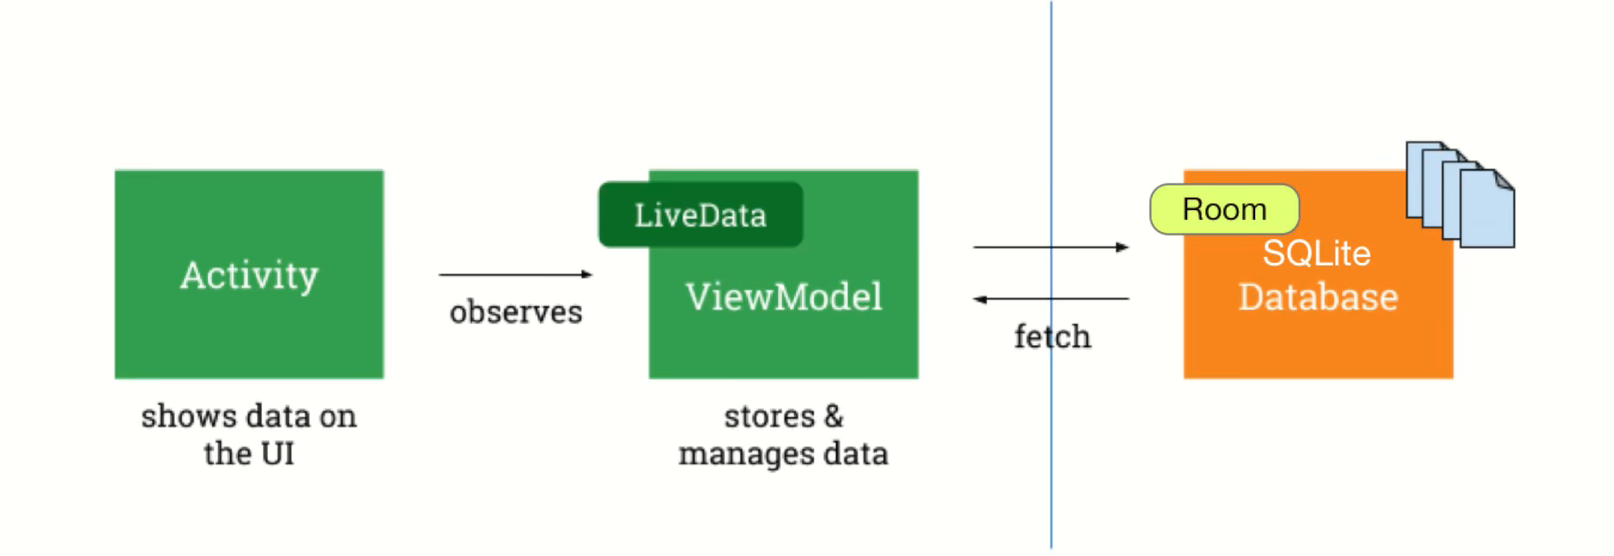 Activity
shows data on
the UI
observes
LiveData
ViewModel
stores &
manages data
fetch
Room
SQLite
Database